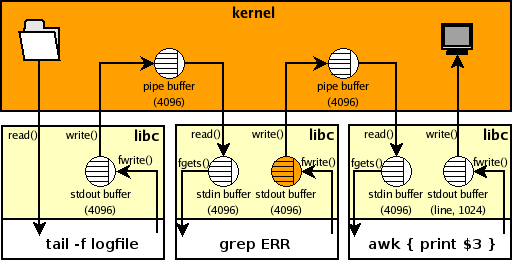 kernel
pipe buffer
(4096)
pipe buffer
(4096)
read()
write()
libc
fwrite()
stdout buffer
(4096)
tail -f logfile
read()
write()
libc
fgets()
fwrite()
stdin buffer
(4096)
stdout buffer
(4096)
grep ERR
read()
write()
libc
fgets()
fwrite()
stdin buffer
(4096)
stdout buffer
(line, 1024)
awk { print $3 }